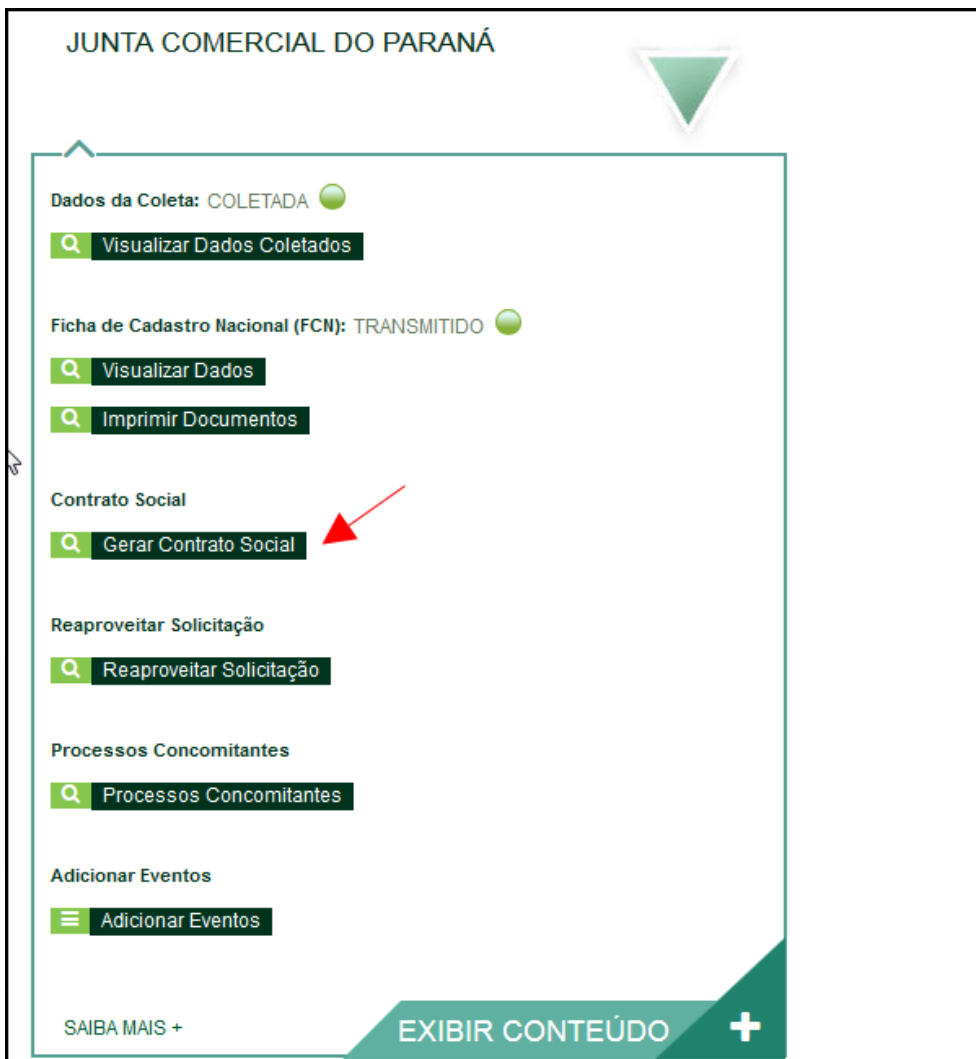 JUNTA COMERCIAL DO PARANÁ
Dados da Coleta: COLETADA
Visualizar Dados Coletados
Ficha de Cadastro Nacional (FCN): TRANSMITIDO
Visualizar Dados
Imprimir Documentos
Contrato Social
Gerar Contrato Social
Reaproveitar Solicitação
Reaproveitar Solicitação
Processos Concomitantes
Processos Concomitantes
Adicionar Eventos
Adicionar Eventos
SAIBA MAIS +
EXIBIR CONTEÚDO +